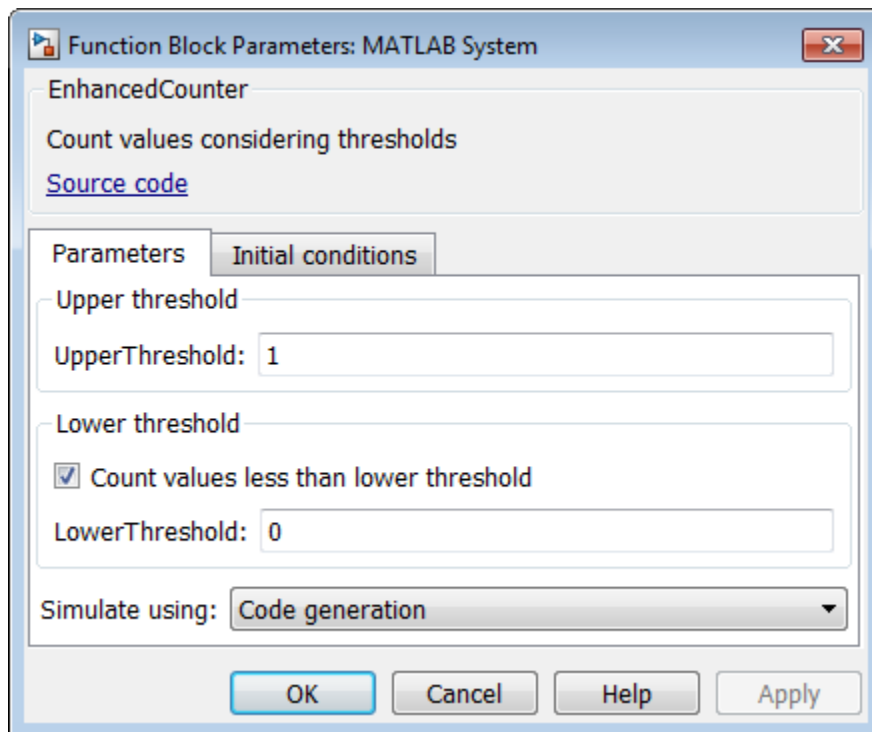 Function Block Parameters: MATLAB System
EnhancedCounter
Count values considering thresholds
Source code
Parameters Initial conditions
Upper threshold
UpperThreshold: 1
Lower threshold
Count values less than lower threshold
LowerThreshold: 0
Simulate using: Code generation
OK Cancel Help Apply